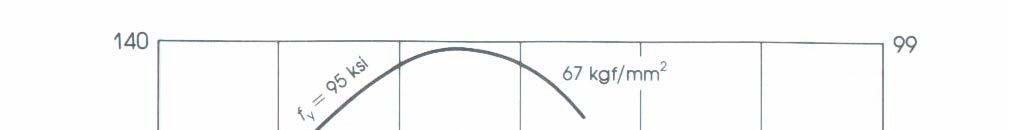 140
99
f_y = 95 ksi
67 kgf/mm²